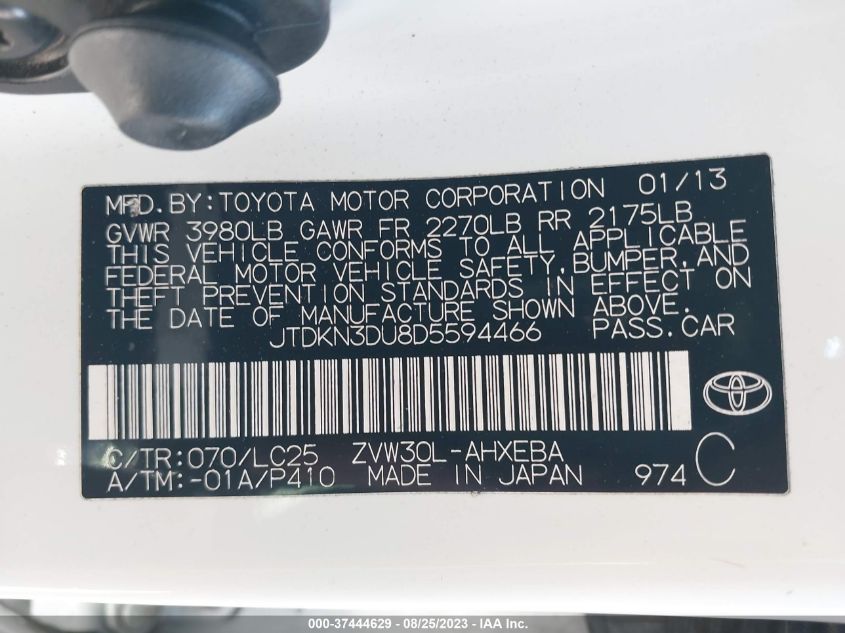 MFD. BY: TOYOTA MOTOR CORPORATION 01/13
GVWR 3980LB GAWR FR 2270LB RR 2175LB
THIS VEHICLE CONFORMS TO ALL APPLICABLE
FEDERAL MOTOR VEHICLE SAFETY, BUMPER, AND
THEFT PREVENTION STANDARDS IN EFFECT ON
THE DATE OF MANUFACTURE SHOWN ABOVE.
JTDKN3DU8D5594466 PASS. CAR
C/TR: 070/LC25 ZVW30L-AHXEBA
A/TM: -01A/P410 MADE IN JAPAN 974 C
000-37444629 - 08/25/2023 - IAA Inc.